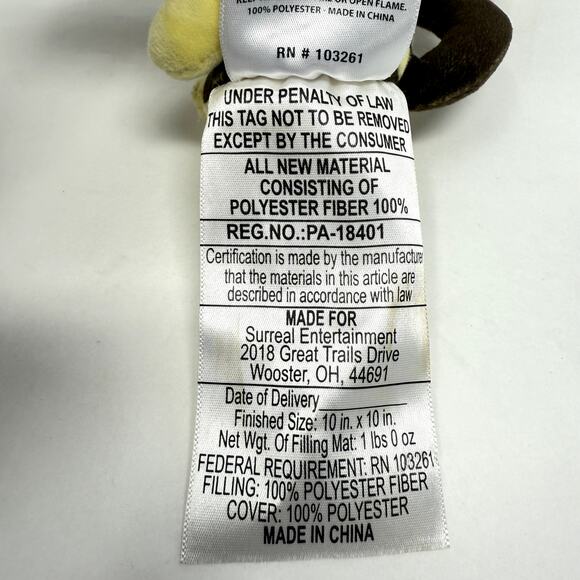 OR OPEN FLAME.
100% POLYESTER · MADE IN CHINA
RN # 103261
UNDER PENALTY OF LAW
THIS TAG NOT TO BE REMOVED
EXCEPT BY THE CONSUMER
ALL NEW MATERIAL
CONSISTING OF
POLYESTER FIBER 100%
REG.NO.:PA-18401
Certification is made by the manufacturer
that the materials in this article are
described in accordance with law
MADE FOR
Surreal Entertainment
2018 Great Trails Drive
Wooster, OH, 44691
Date of Delivery
Finished Size: 10 in. x 10 in.
Net Wgt. Of Filling Mat: 1 lbs 0 oz
FEDERAL REQUIREMENT: RN 103261
FILLING: 100% POLYESTER FIBER
COVER: 100% POLYESTER
MADE IN CHINA